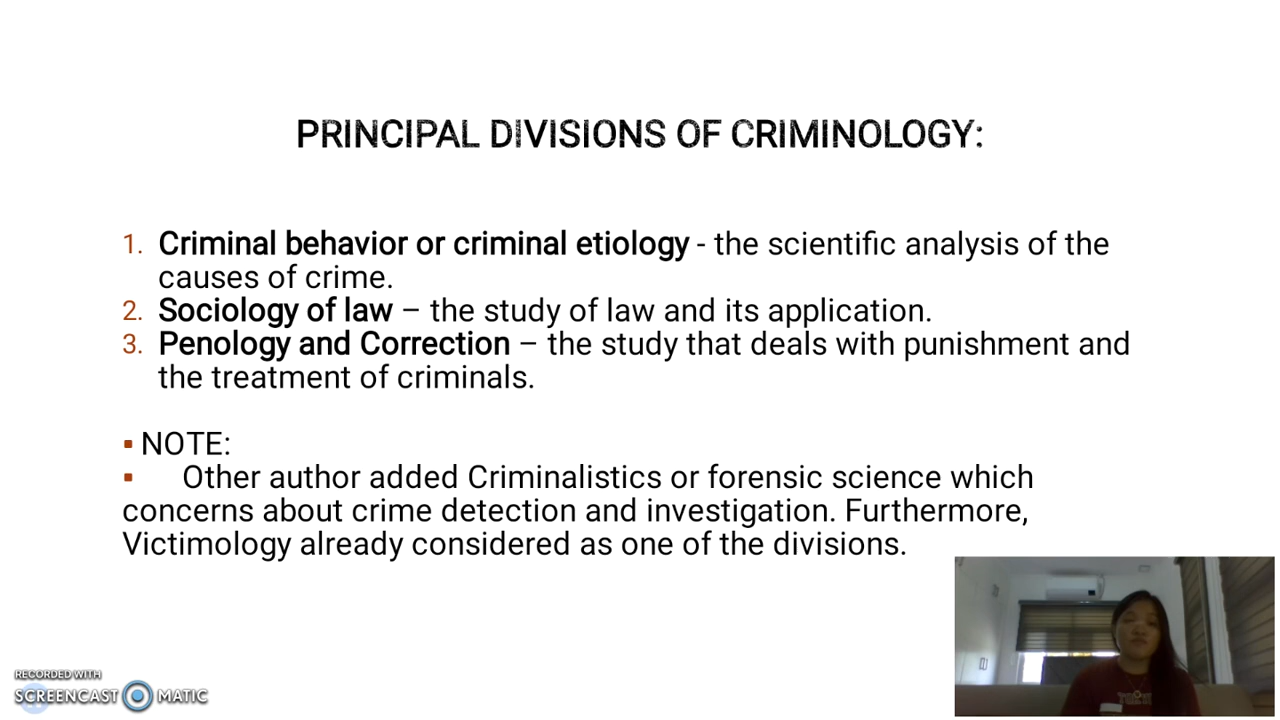 PRINCIPAL DIVISIONS OF CRIMINOLOGY:
1. Criminal behavior or criminal etiology - the scientific analysis of the
causes of crime.
2. Sociology of law – the study of law and its application.
3. Penology and Correction – the study that deals with punishment and
the treatment of criminals.
▪ NOTE:
▪ Other author added Criminalistics or forensic science which
concerns about crime detection and investigation. Furthermore,
Victimology already considered as one of the divisions.
RECORDED WITH
SCREENCAST MATIC